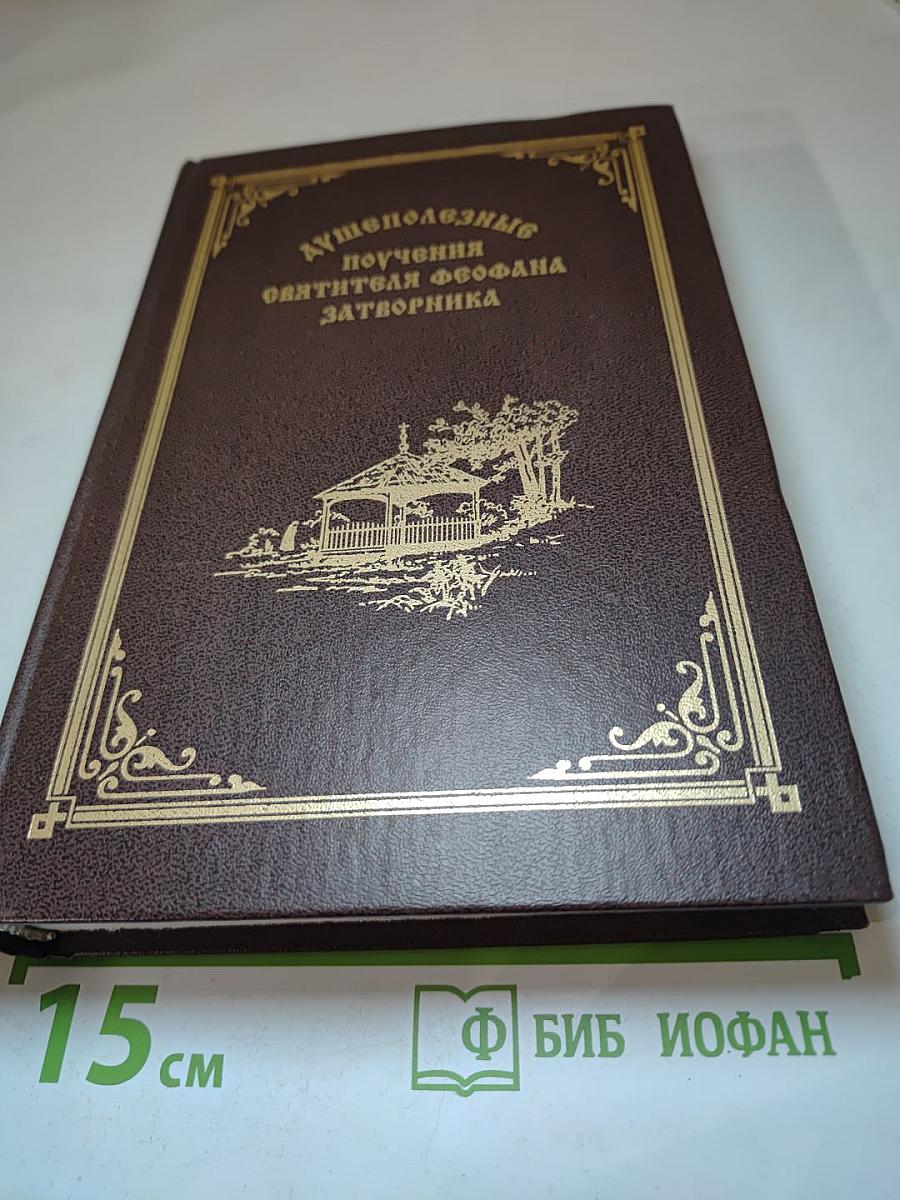 ДУШЕПОЛЕЗНЫЕ
ПОУЧЕНИЯ
СВЯТИТЕЛЯ ФЕОФАНА
ЗАТВОРНИКА
15 см
Ф БИБ ИОФАН